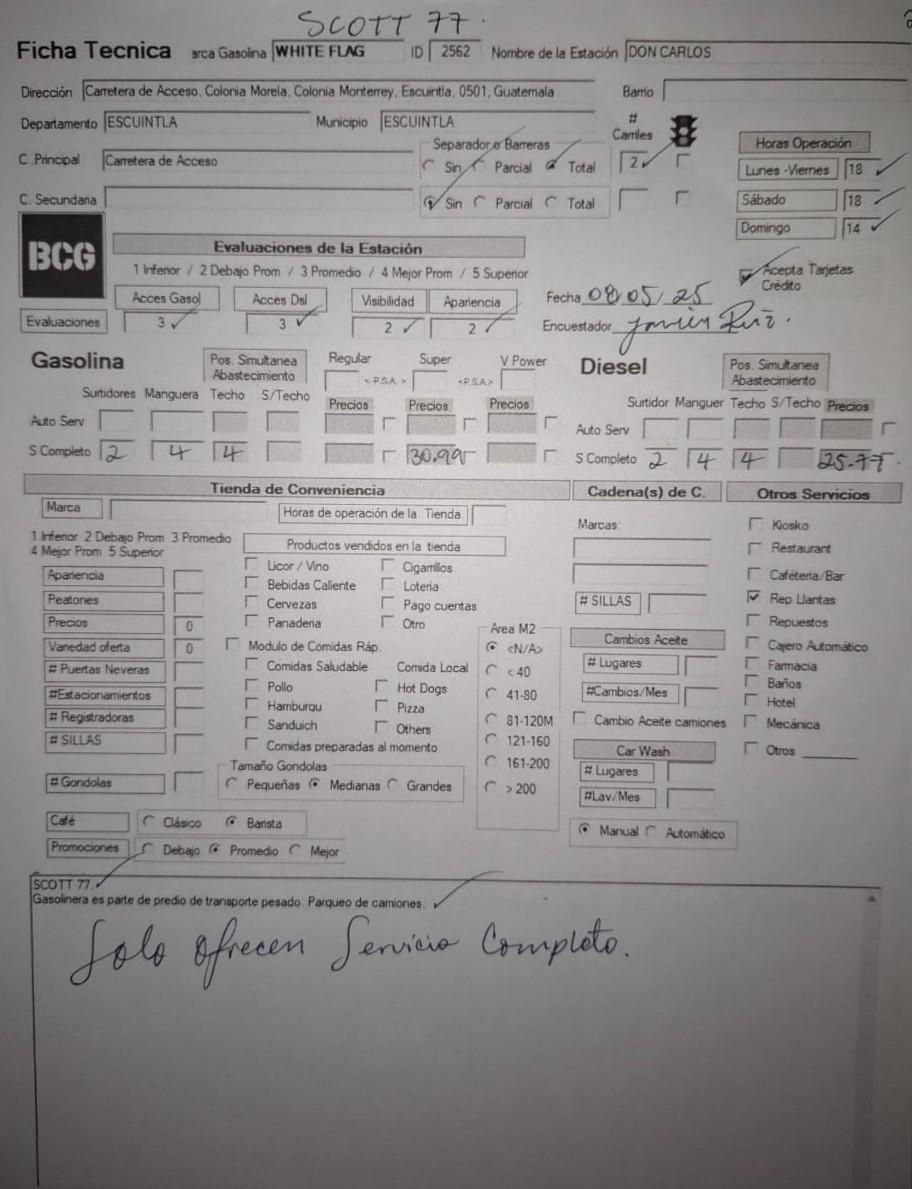 SCOTT 77.
Ficha Tecnica arca Gasolina WHITE FLAG ID 2562 Nombre de la Estación DON CARLOS
Dirección Carretera de Acceso, Colonia Morela, Colonia Monterrey, Escuintla, 0501, Guatemala Barrio
Departamento ESCUINTLA Municipio ESCUINTLA # Carriles
C .Principal Carretera de Acceso Separador o Barreras Sin Parcial Total 2
C. Secundaria Sin Parcial Total
Horas Operación
Lunes -Viernes 18
Sábado 18
Domingo 14
BCG
Evaluaciones de la Estación
1 Inferior / 2 Debajo Prom / 3 Promedio / 4 Mejor Prom / 5 Superior
Acepta Tarjetas
Crédito
Acces Gasol Acces Dsl Visibilidad Apariencia
Evaluaciones 3 3 2 2
Fecha 08/05/25
Encuestador Javier Ruiz.
Gasolina Pos. Simultanea Abastecimiento Regular Super V Power
< P.S.A. > <P.S.A>
Surtidores Manguera Techo S/Techo Precios Precios Precios
Auto Serv
S Completo 2 4 4 30.99
Diesel Pos. Simultanea Abastecimiento
Surtidor Manguer Techo S/Techo Precios
Auto Serv
S Completo 2 4 4 25.77
Tienda de Conveniencia
Marca Horas de operación de la Tienda
1 Inferior 2 Debajo Prom 3 Promedio
4 Mejor Prom 5 Superior
Apariencia
Peatones
Precios 0
Variedad oferta 0
# Puertas Neveras
#Estacionamientos
# Registradoras
# SILLAS
# Gondolas
Productos vendidos en la tienda
Licor / Vino Cigarrillos
Bebidas Caliente Loteria
Cervezas Pago cuentas
Panaderia Otro
Modulo de Comidas Ráp.
Comidas Saludable Comida Local
Pollo Hot Dogs
Hamburqu Pizza
Sanduich Others
Comidas preparadas al momento
Tamaño Gondolas
Pequeñas Medianas Grandes
Area M2
<N/A>
< 40
41-80
81-120M
121-160
161-200
> 200
Café Clásico Barista
Promociones Debajo Promedio Mejor
Cadena(s) de C.
Marcas:
# SILLAS
Cambios Aceite
# Lugares
#Cambios/Mes
Cambio Aceite camiones
Car Wash
# Lugares
#Lav/Mes
Manual Automático
Otros Servicios
Kiosko
Restaurant
Cafeteria/Bar
Rep Llantas
Repuestos
Cajero Automático
Farmacia
Baños
Hotel
Mecánica
Otros
SCOTT 77.
Gasolinera es parte de predio de transporte pesado. Parqueo de camiones.
Solo ofrecen Servicio Completo.